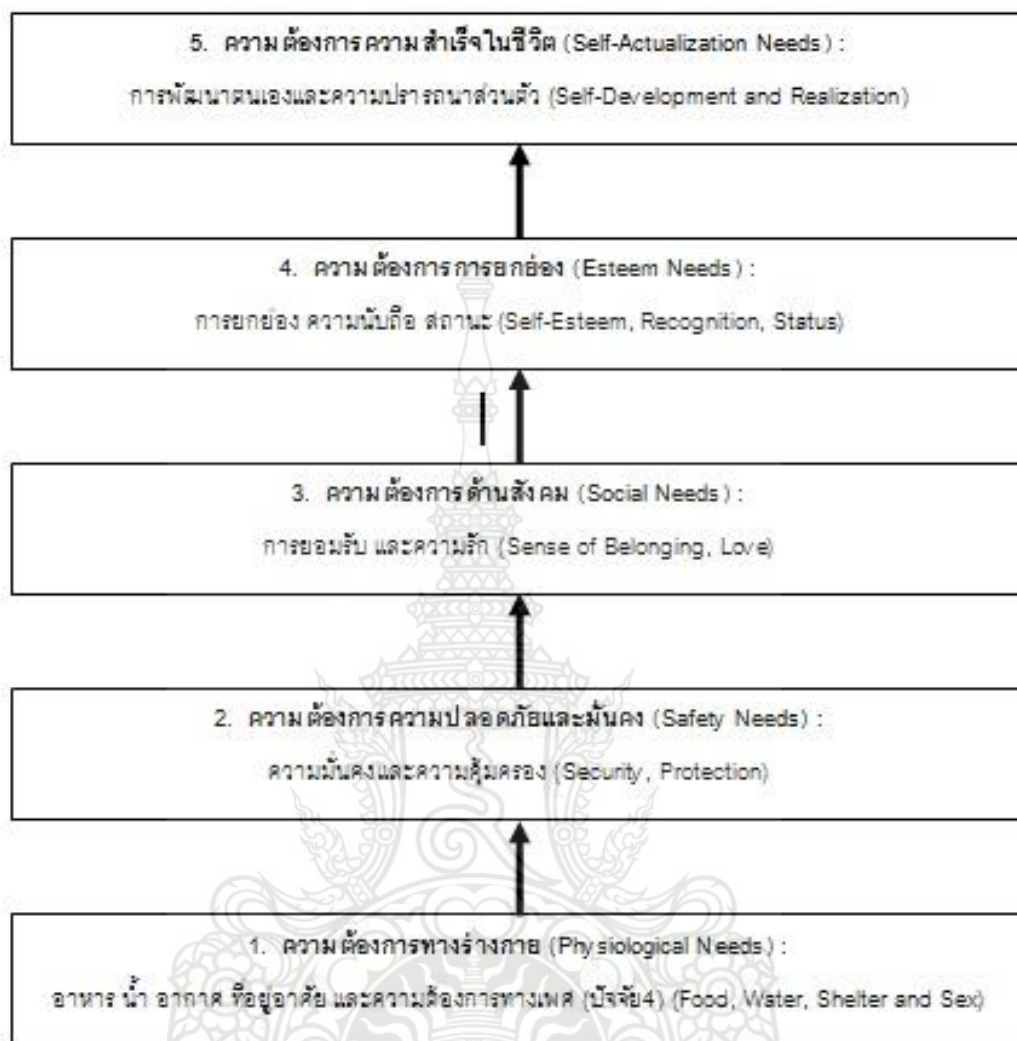 5. ความต้องการความสำเร็จในชีวิต (Self-Actualization Needs) :
การพัฒนาตนเองและความปรารถนาส่วนตัว (Self-Development and Realization)
4. ความต้องการการยกย่อง (Esteem Needs) :
การยกย่อง ความนับถือ สถานะ (Self-Esteem, Recognition, Status)
3. ความต้องการด้านสังคม (Social Needs) :
การยอมรับ และความรัก (Sense of Belonging, Love)
2. ความต้องการความปลอดภัยและมั่นคง (Safety Needs) :
ความมั่นคงและความคุ้มครอง (Security, Protection)
1. ความต้องการทางร่างกาย (Physiological Needs) :
อาหาร น้ำ อากาศ ที่อยู่อาศัย และความต้องการทางเพศ (ปัจจัย4) (Food, Water, Shelter and Sex)